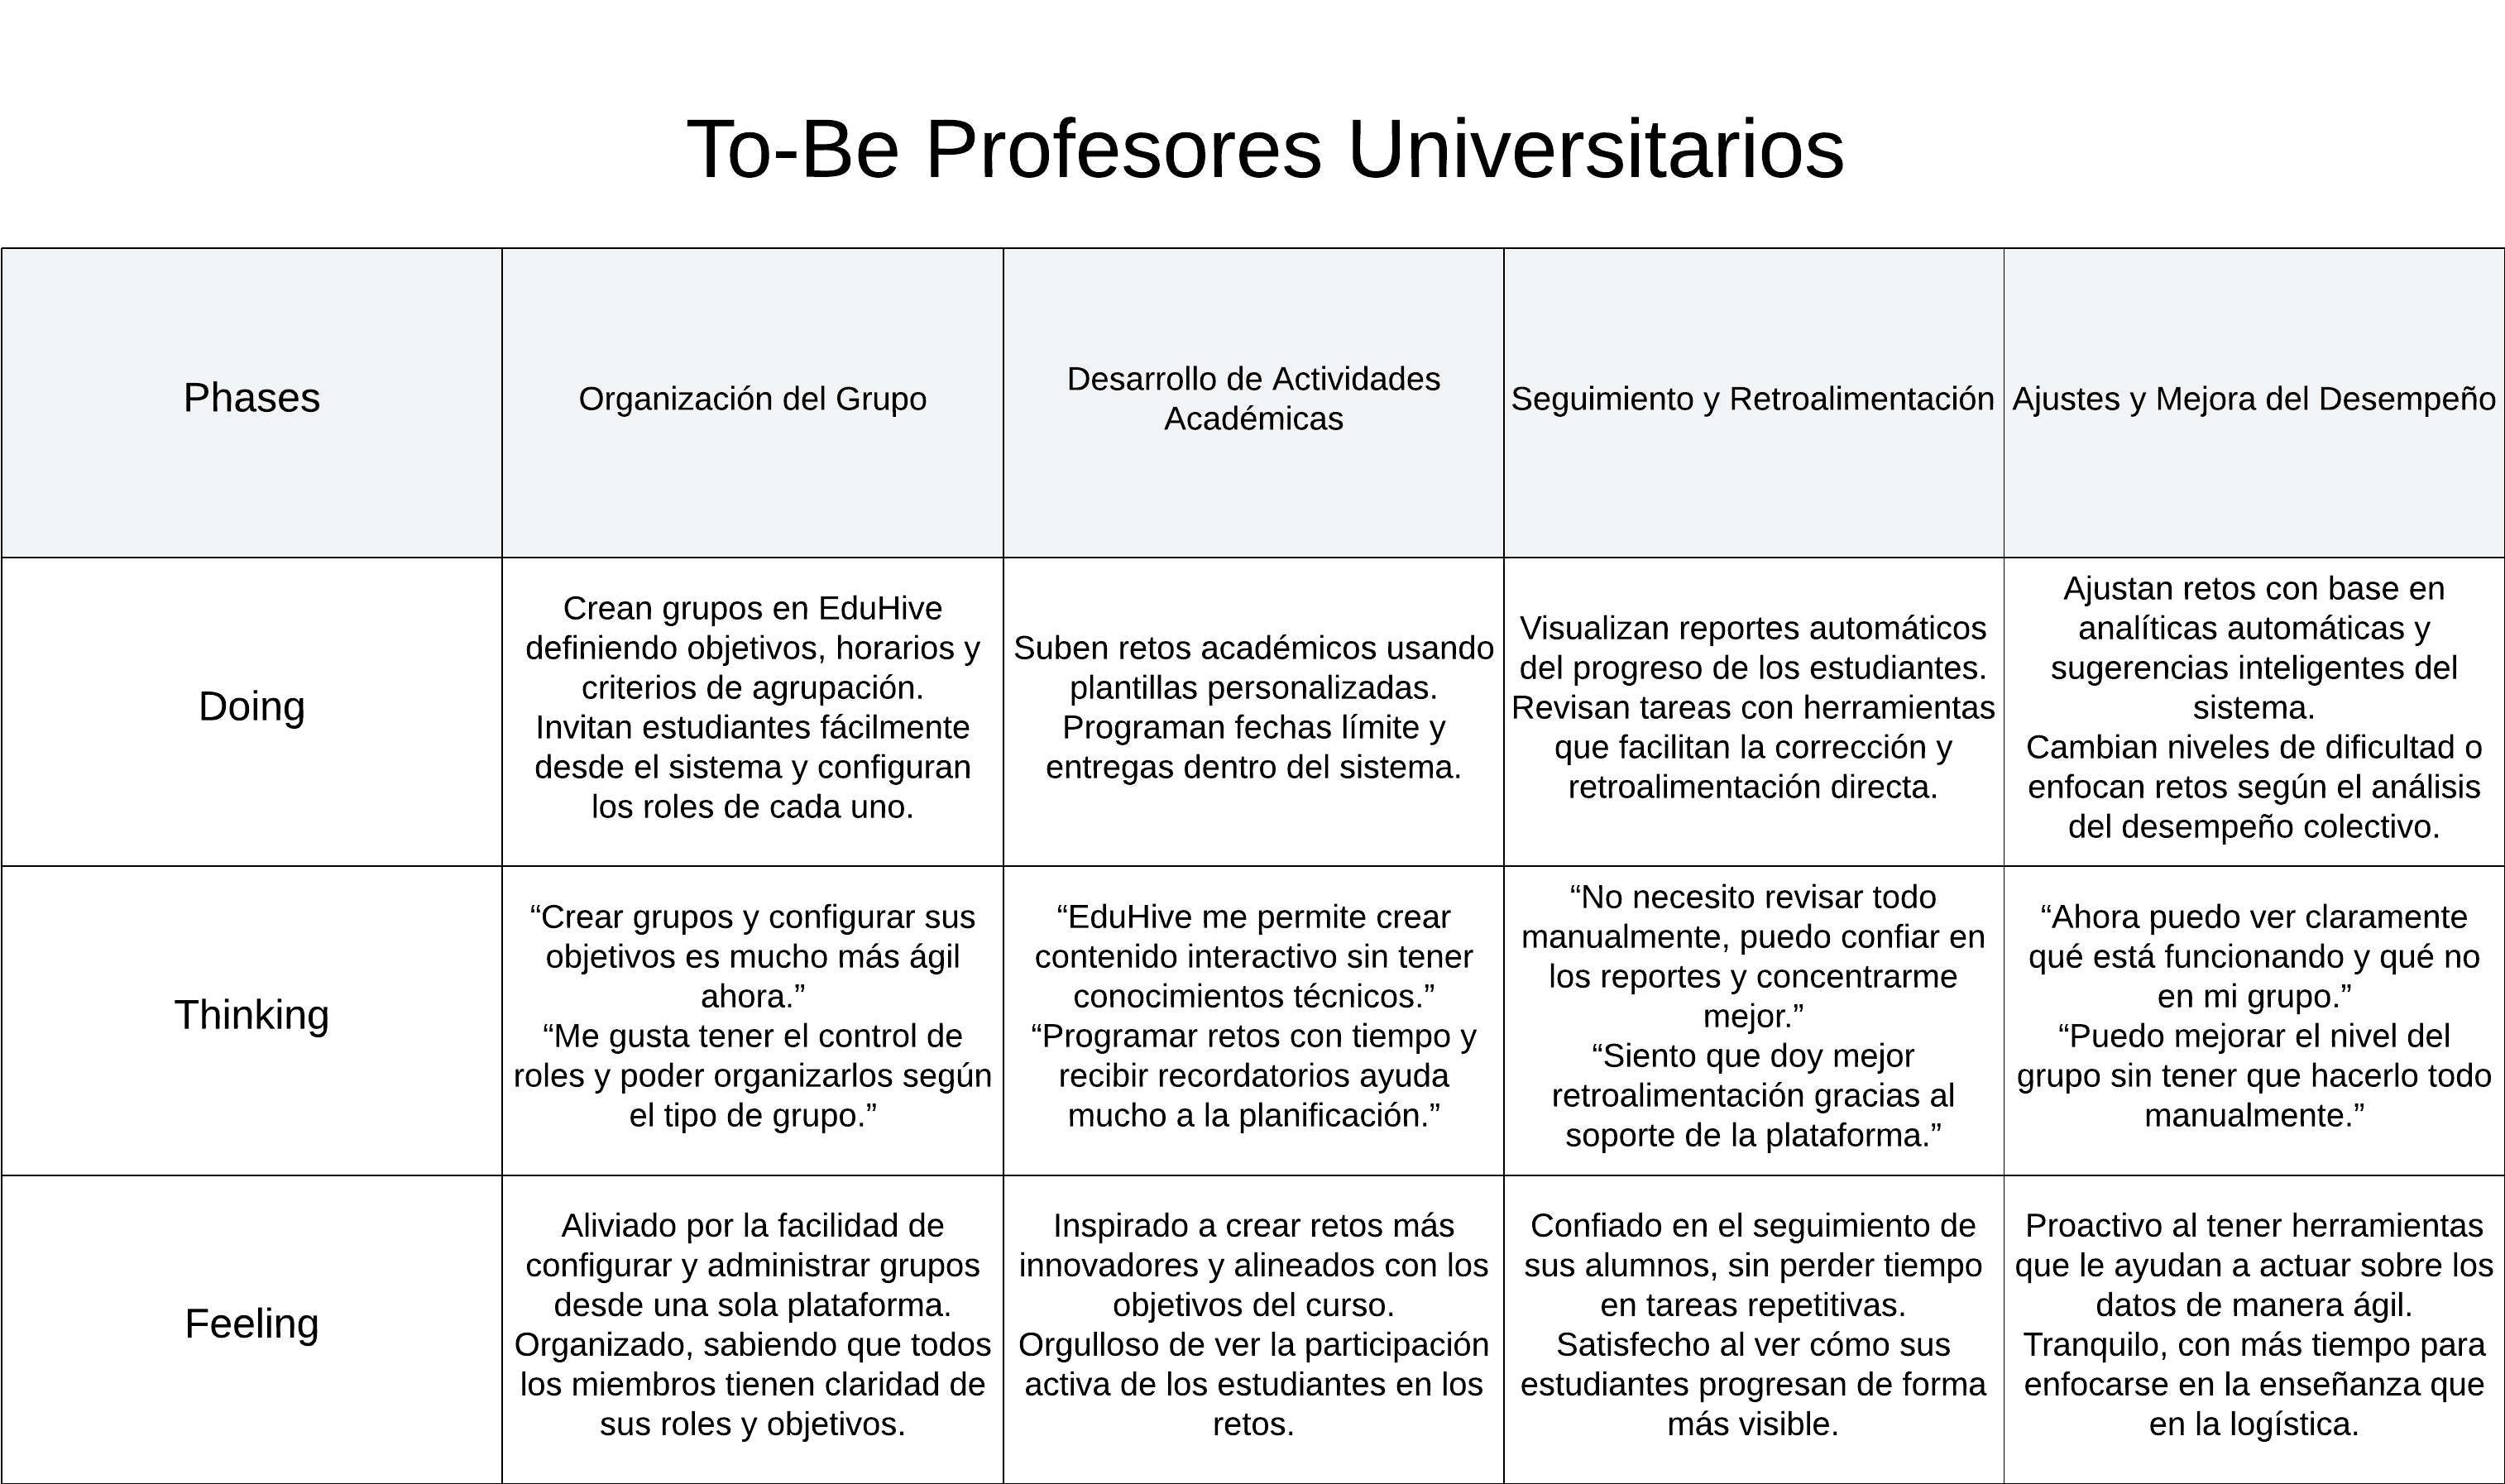 To-Be Profesores Universitarios
Phases
Organización del Grupo
Desarrollo de Actividades
Académicas
Seguimiento y Retroalimentación
Ajustes y Mejora del Desempeño
Doing
Crean grupos en EduHive
definiendo objetivos, horarios y
criterios de agrupación.
Invitan estudiantes fácilmente
desde el sistema y configuran
los roles de cada uno.
Suben retos académicos usando
plantillas personalizadas.
Programan fechas límite y
entregas dentro del sistema.
Visualizan reportes automáticos
del progreso de los estudiantes.
Revisan tareas con herramientas
que facilitan la corrección y
retroalimentación directa.
Ajustan retos con base en
analíticas automáticas y
sugerencias inteligentes del
sistema.
Cambian niveles de dificultad o
enfocan retos según el análisis
del desempeño colectivo.
Thinking
“Crear grupos y configurar sus
objetivos es mucho más ágil
ahora.”
“Me gusta tener el control de
roles y poder organizarlos según
el tipo de grupo.”
“EduHive me permite crear
contenido interactivo sin tener
conocimientos técnicos.”
“Programar retos con tiempo y
recibir recordatorios ayuda
mucho a la planificación.”
“No necesito revisar todo
manualmente, puedo confiar en
los reportes y concentrarme
mejor.”
“Siento que doy mejor
retroalimentación gracias al
soporte de la plataforma.”
“Ahora puedo ver claramente
qué está funcionando y qué no
en mi grupo.”
“Puedo mejorar el nivel del
grupo sin tener que hacerlo todo
manualmente.”
Feeling
Aliviado por la facilidad de
configurar y administrar grupos
desde una sola plataforma.
Organizado, sabiendo que todos
los miembros tienen claridad de
sus roles y objetivos.
Inspirado a crear retos más
innovadores y alineados con los
objetivos del curso.
Orgulloso de ver la participación
activa de los estudiantes en los
retos.
Confiado en el seguimiento de
sus alumnos, sin perder tiempo
en tareas repetitivas.
Satisfecho al ver cómo sus
estudiantes progresan de forma
más visible.
Proactivo al tener herramientas
que le ayudan a actuar sobre los
datos de manera ágil.
Tranquilo, con más tiempo para
enfocarse en la enseñanza que
en la logística.